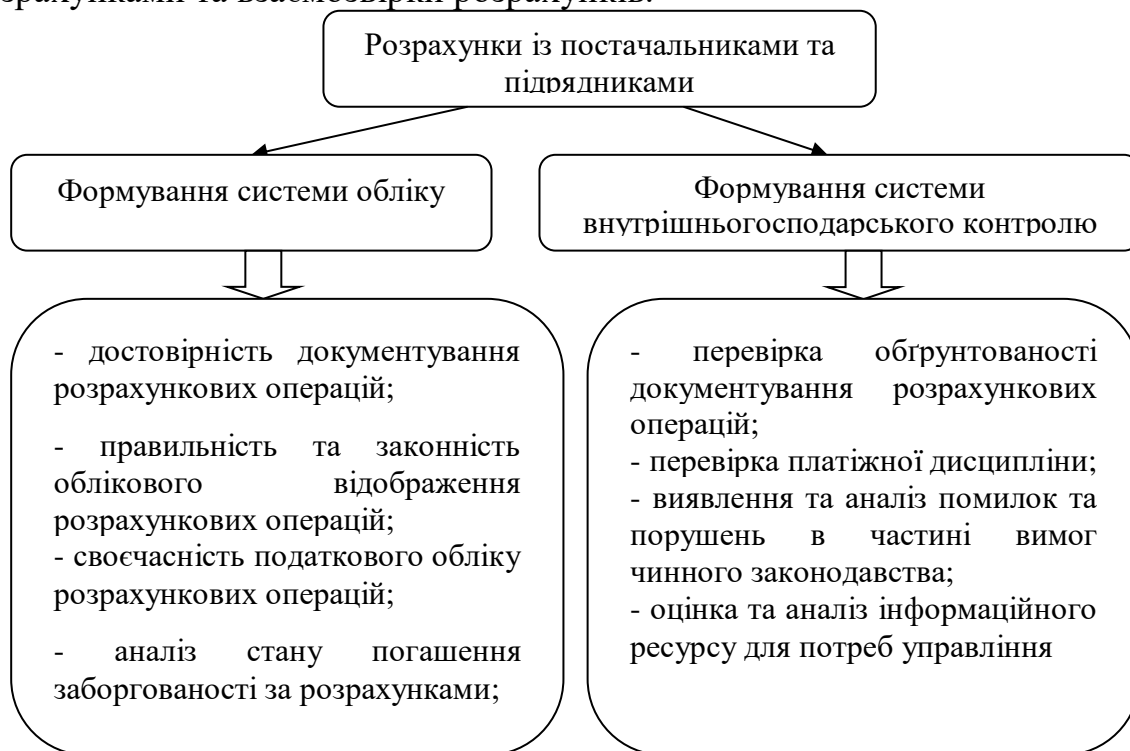 та взаємозвірки розрахунків.
Розрахунки із постачальниками та
підрядниками
Формування системи обліку
Формування системи
внутрішньогосподарського контролю
- достовірність документування
розрахункових операцій;
- правильність та законність
облікового відображення
розрахункових операцій;
- своєчасність податкового обліку
розрахункових операцій;
- аналіз стану погашення
заборгованості за розрахунками;
- перевірка обґрунтованості
документування розрахункових
операцій;
- перевірка платіжної дисципліни;
- виявлення та аналіз помилок та
порушень в частині вимог
чинного законодавства;
- оцінка та аналіз інформаційного
ресурсу для потреб управління